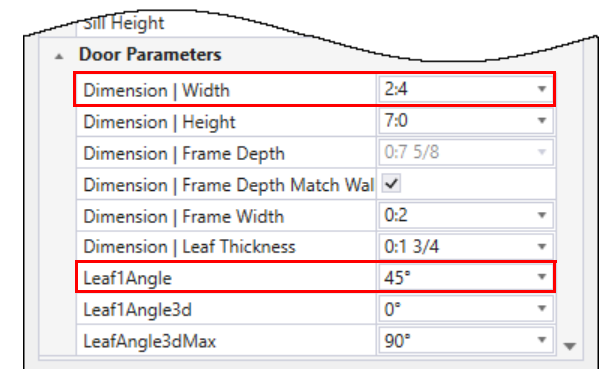 Sill Height
Door Parameters
Dimension | Width 2:4
Dimension | Height 7:0
Dimension | Frame Depth 0:7 5/8
Dimension | Frame Depth Match Wal
Dimension | Frame Width 0:2
Dimension | Leaf Thickness 0:1 3/4
Leaf1Angle 45°
Leaf1Angle3d 0°
LeafAngle3dMax 90°